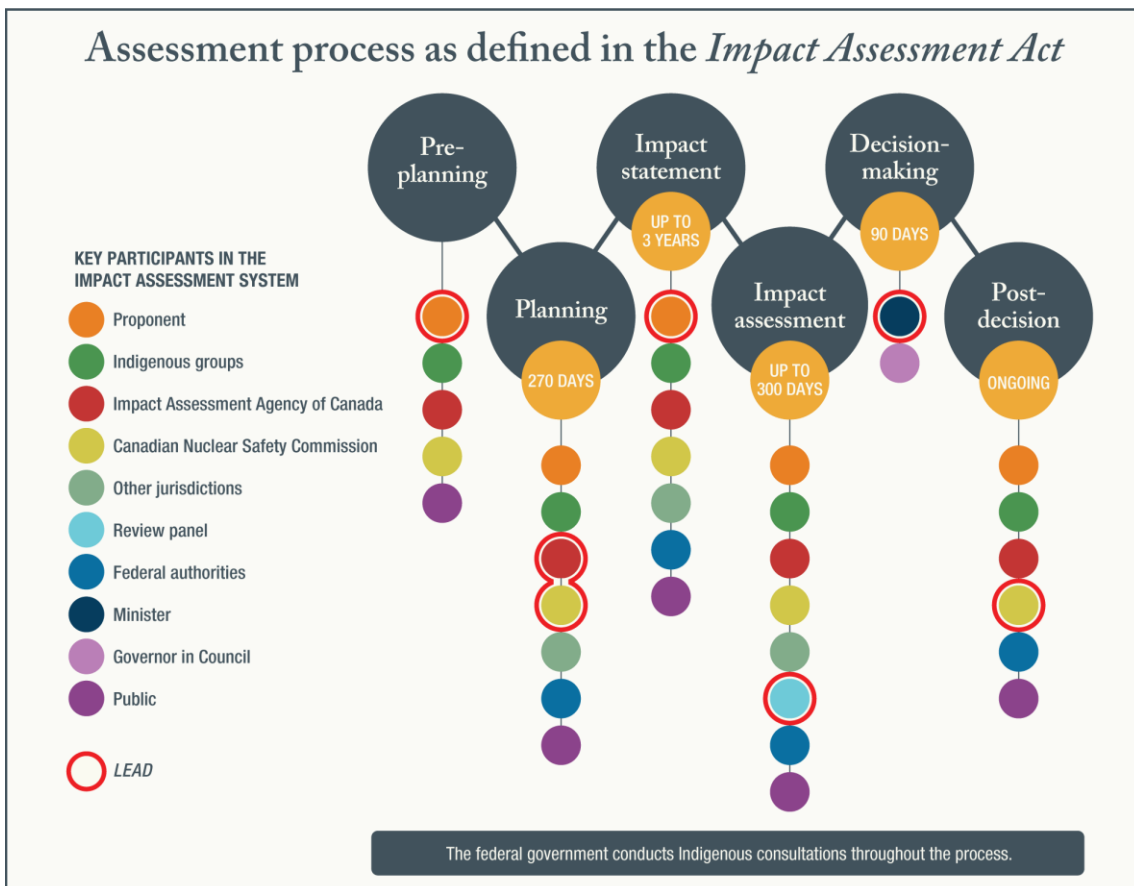 Assessment process as defined in the Impact Assessment Act
Pre-
planning
Impact
statement
UP TO
3 YEARS
Decision-
making
90 DAYS
Planning
270 DAYS
Impact
assessment
UP TO
300 DAYS
Post-
decision
ONGOING
KEY PARTICIPANTS IN THE
IMPACT ASSESSMENT SYSTEM
Proponent
Indigenous groups
Impact Assessment Agency of Canada
Canadian Nuclear Safety Commission
Other jurisdictions
Review panel
Federal authorities
Minister
Governor in Council
Public
LEAD
The federal government conducts Indigenous consultations throughout the process.